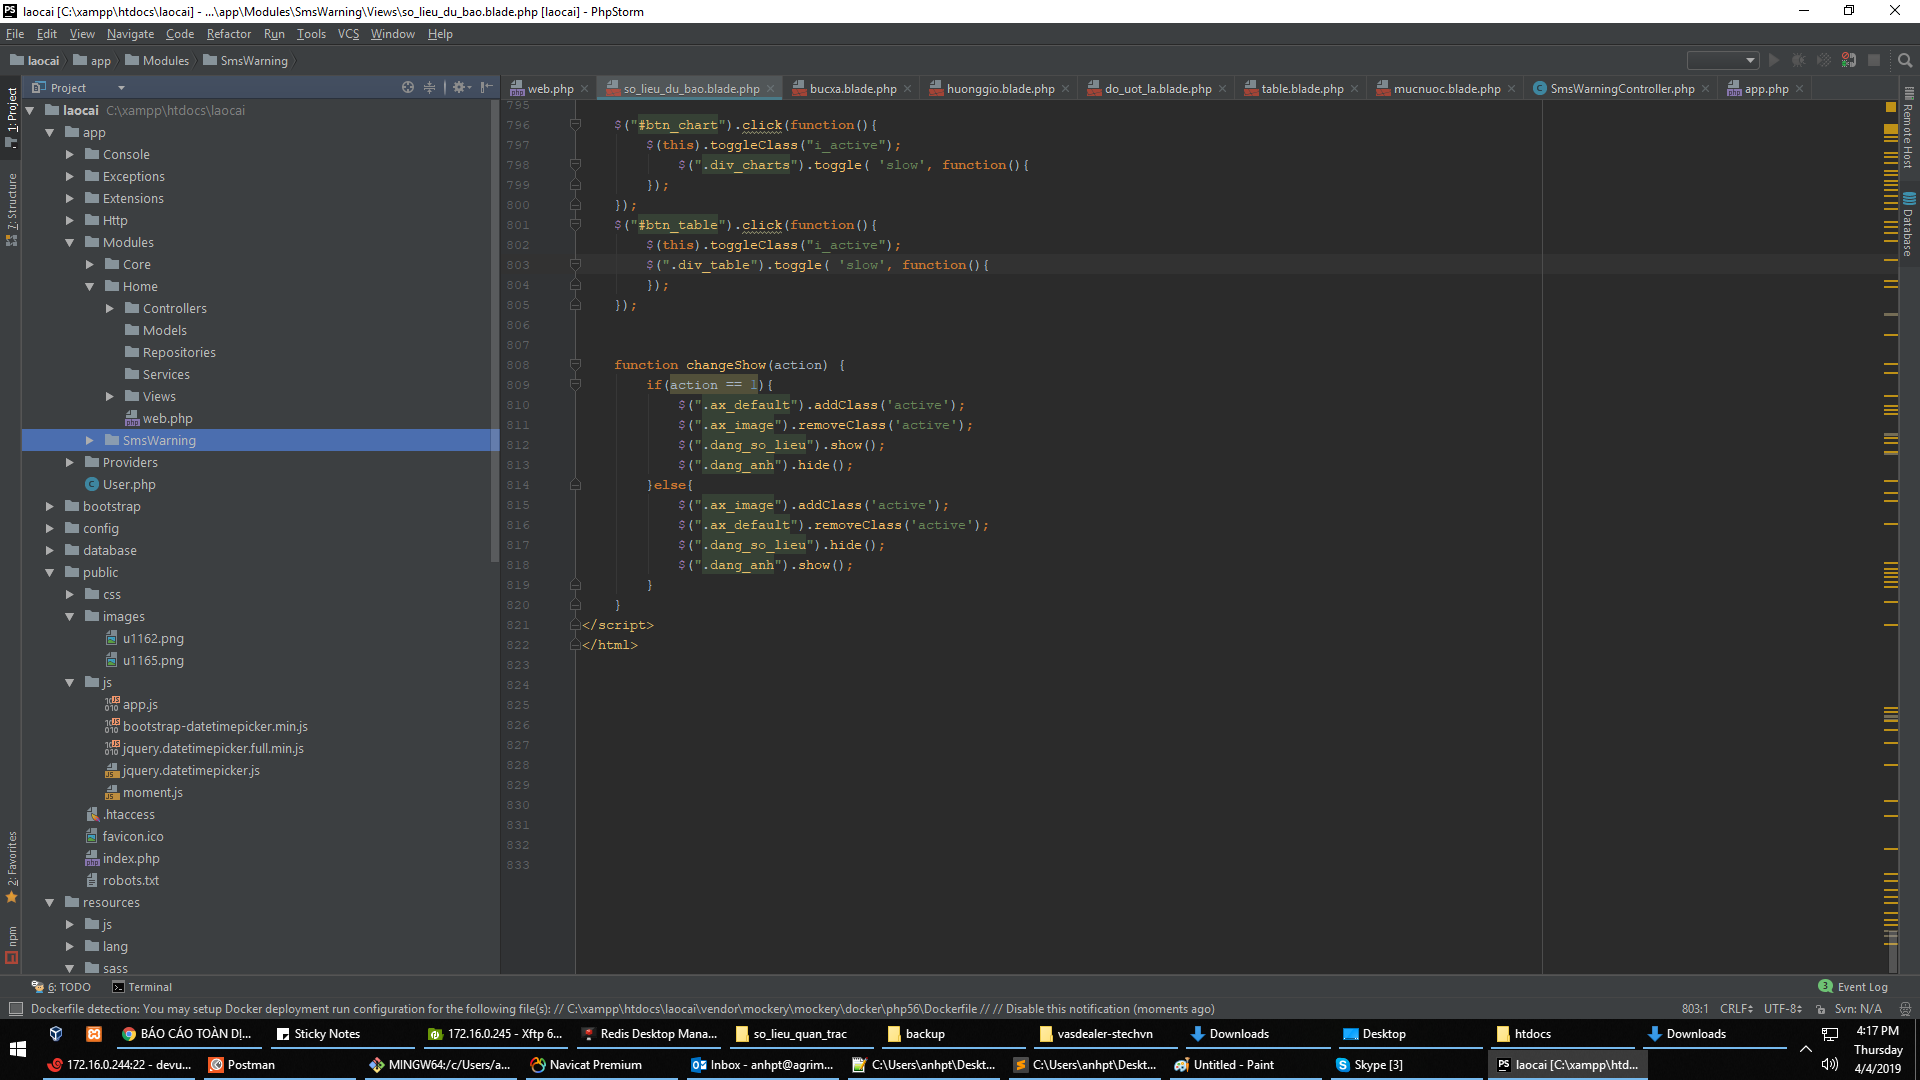 laocai [C:\xampp\htdocs\laocai] - ...\app\Modules\SmsWarning\Views\so_lieu_du_bao.blade.php [laocai] - PhpStorm
File Edit View Navigate Code Refactor Run Tools VCS Window Help
laocai app Modules SmsWarning
Project
web.php so_lieu_du_bao.blade.php bucxa.blade.php huonggio.blade.php do_uot_la.blade.php table.blade.php mucnuoc.blade.php SmsWarningController.php app.php
1: Project
7: Structure
2: Favorites
npm
laocai C:\xampp\htdocs\laocai
app
Console
Exceptions
Extensions
Http
Modules
Core
Home
Controllers
Models
Repositories
Services
Views
web.php
SmsWarning
Providers
User.php
bootstrap
config
database
public
css
images
u1162.png
u1165.png
js
app.js
bootstrap-datetimepicker.min.js
jquery.datetimepicker.full.min.js
jquery.datetimepicker.js
moment.js
.htaccess
favicon.ico
index.php
robots.txt
resources
js
lang
sass
795
796 $("#btn_chart").click(function(){
797 $(this).toggleClass("i_active");
798 $(".div_charts").toggle( 'slow', function(){
799 });
800 });
801 $("#btn_table").click(function(){
802 $(this).toggleClass("i_active");
803 $(".div_table").toggle( 'slow', function(){
804 });
805 });
806
807
808 function changeShow(action) {
809 if(action == 1){
810 $(".ax_default").addClass('active');
811 $(".ax_image").removeClass('active');
812 $(".dang_so_lieu").show();
813 $(".dang_anh").hide();
814 }else{
815 $(".ax_image").addClass('active');
816 $(".ax_default").removeClass('active');
817 $(".dang_so_lieu").hide();
818 $(".dang_anh").show();
819 }
820 }
821 </script>
822 </html>
823
824
825
826
827
828
829
830
831
832
833
Remote Host
Database
6: TODO Terminal
3 Event Log
Dockerfile detection: You may setup Docker deployment run configuration for the following file(s): // C:\xampp\htdocs\laocai\vendor\mockery\mockery\docker\php56\Dockerfile // // Disable this notification (moments ago)
803:1 CRLF UTF-8 Svn: N/A
BÁO CÁO TOÀN DI... Sticky Notes 172.16.0.245 - Xftp 6... Redis Desktop Mana... so_lieu_quan_trac backup vasdealer-stechvn Downloads Desktop htdocs Downloads
172.16.0.244:22 - devu... Postman MINGW64:/c/Users/a... Navicat Premium Inbox - anhpt@agrim... C:\Users\anhpt\Deskt... C:\Users\anhpt\Deskt... Untitled - Paint Skype [3] laocai [C:\xampp\htd...
4:17 PM
Thursday
4/4/2019